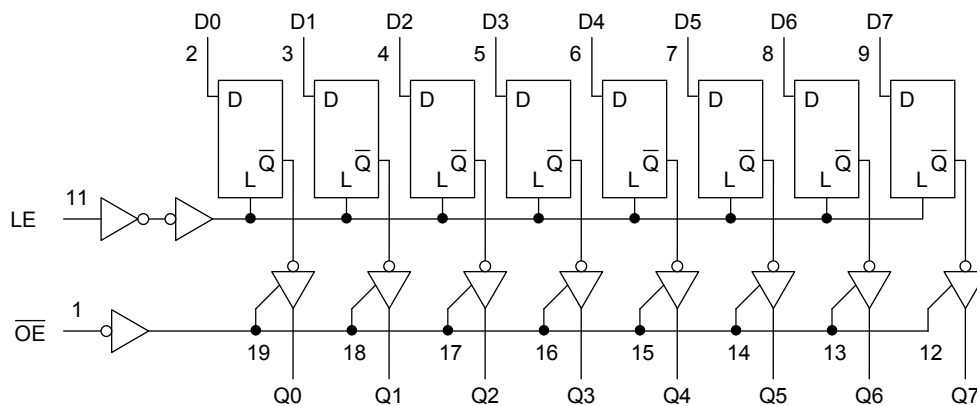 D0 D1 D2 D3 D4 D5 D6 D7
2 3 4 5 6 7 8 9
D D D D D D D D
Q̅ Q̅ Q̅ Q̅ Q̅ Q̅ Q̅ Q̅
L L L L L L L L
11
LE
1
O̅E̅
19 18 17 16 15 14 13 12
Q0 Q1 Q2 Q3 Q4 Q5 Q6 Q7